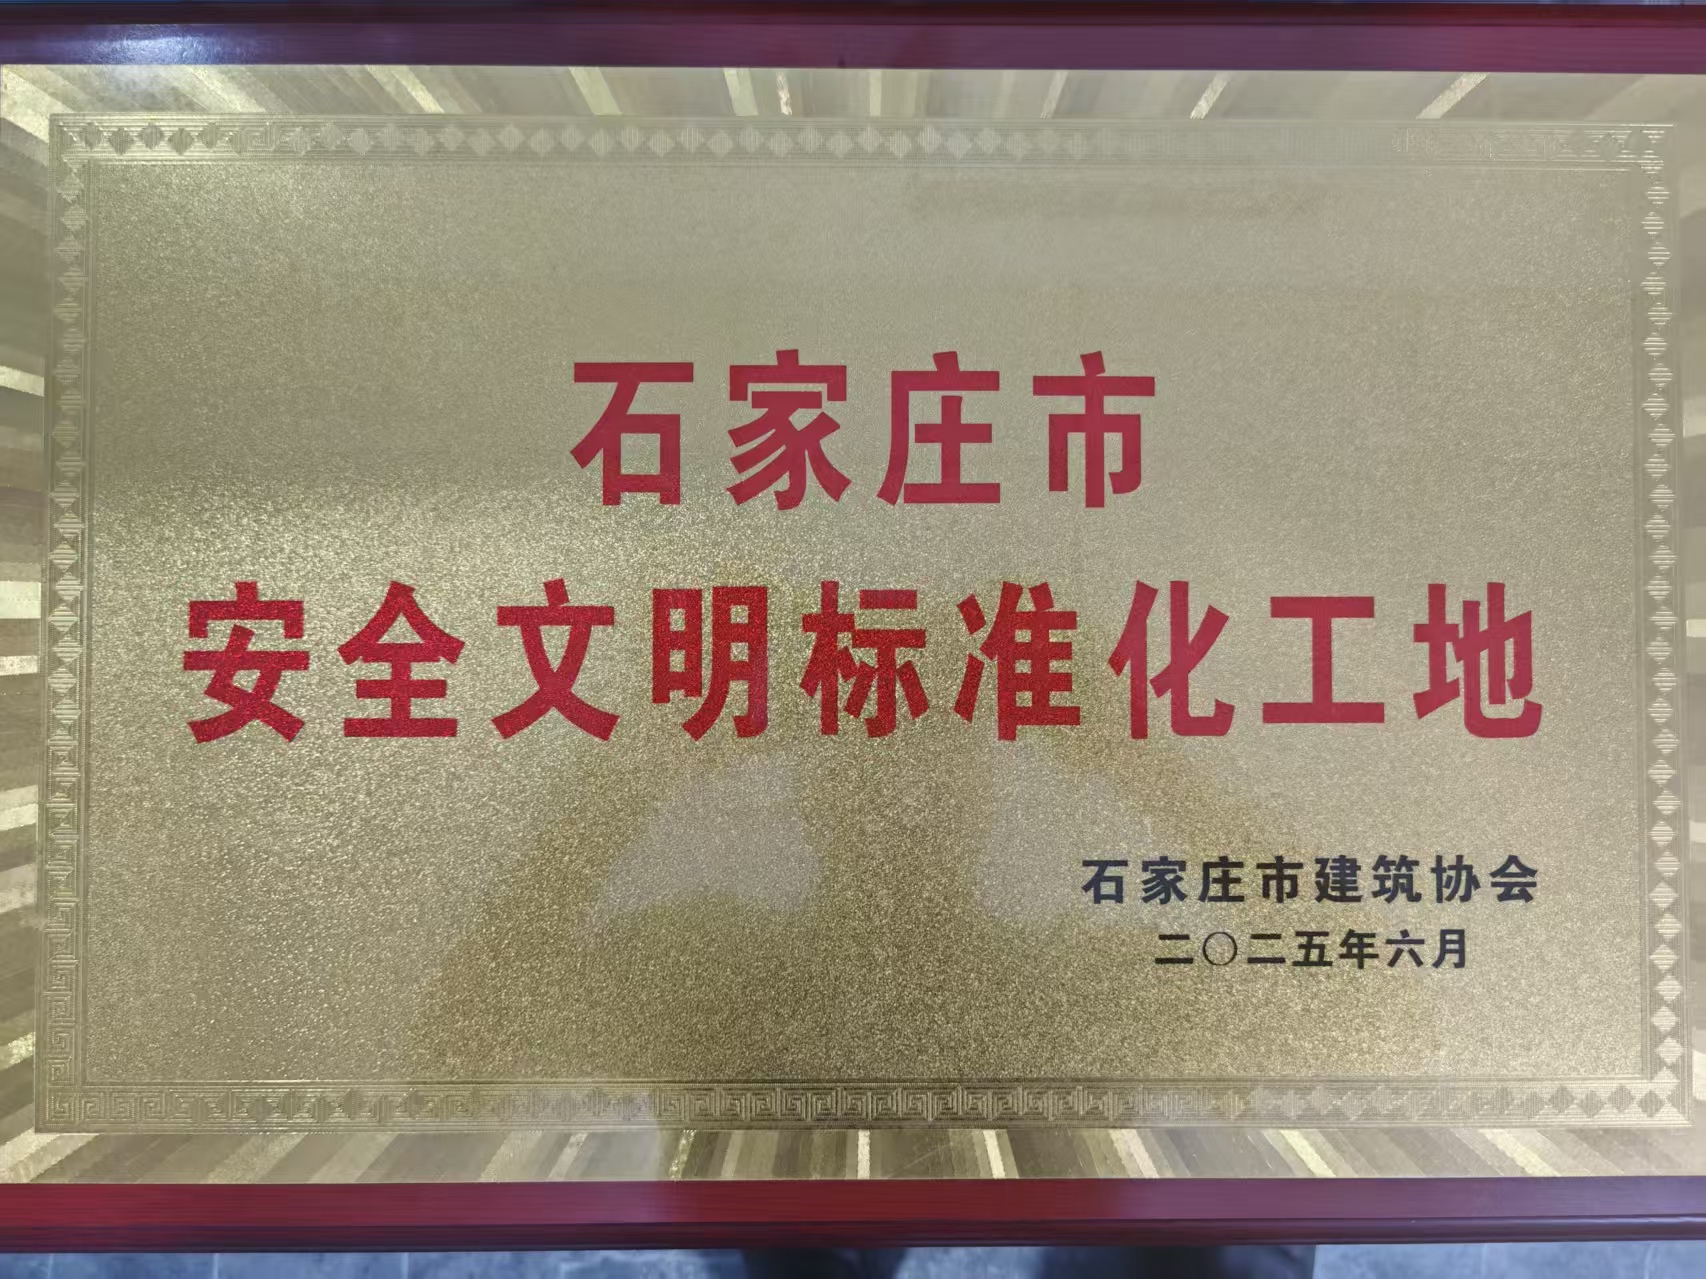 石家庄市
安全文明标准化工地
石家庄市建筑协会
二〇二五年六月